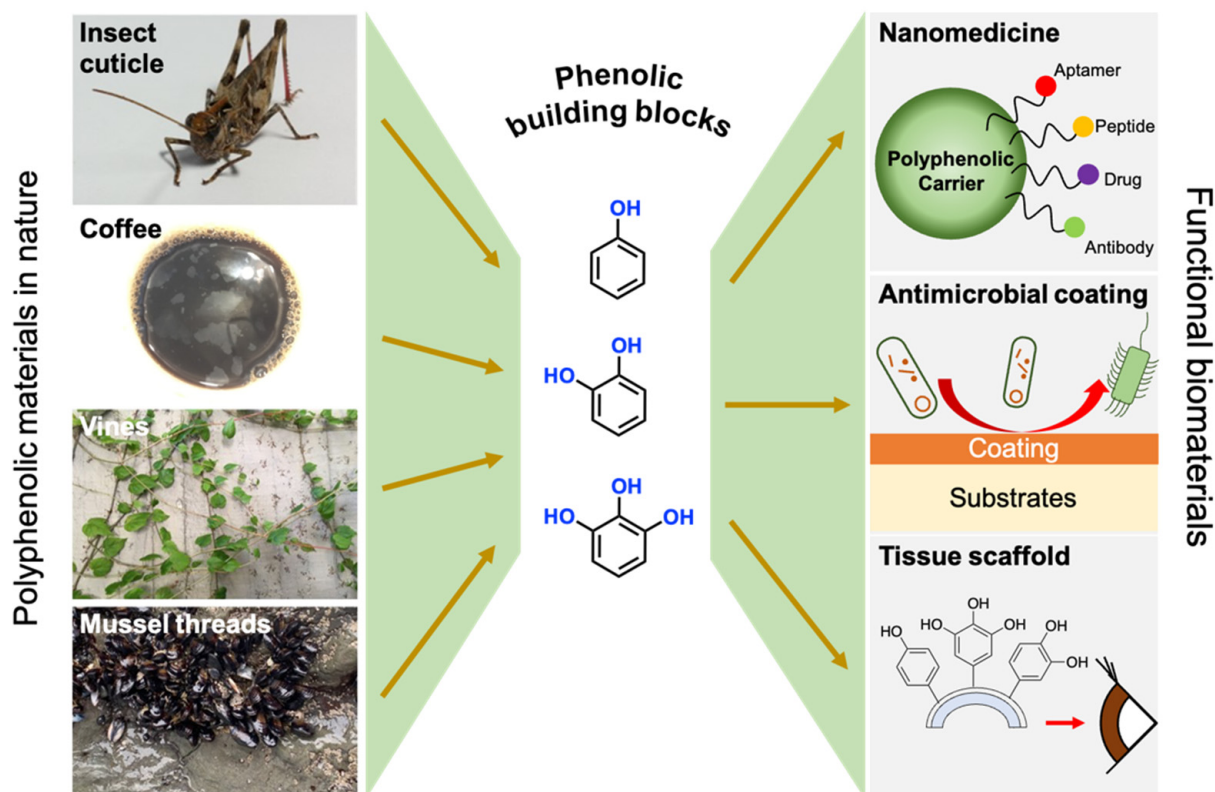 Polyphenolic materials in nature
Insect
cuticle
Coffee
Vines
Mussel threads
Phenolic
building blocks
OH
OH
HO
OH
HO
OH
Nanomedicine
Aptamer
Peptide
Polyphenolic
Carrier
Drug
Antibody
Antimicrobial coating
Coating
Substrates
Tissue scaffold
OH
HO
OH
OH
HO
OH
Functional biomaterials